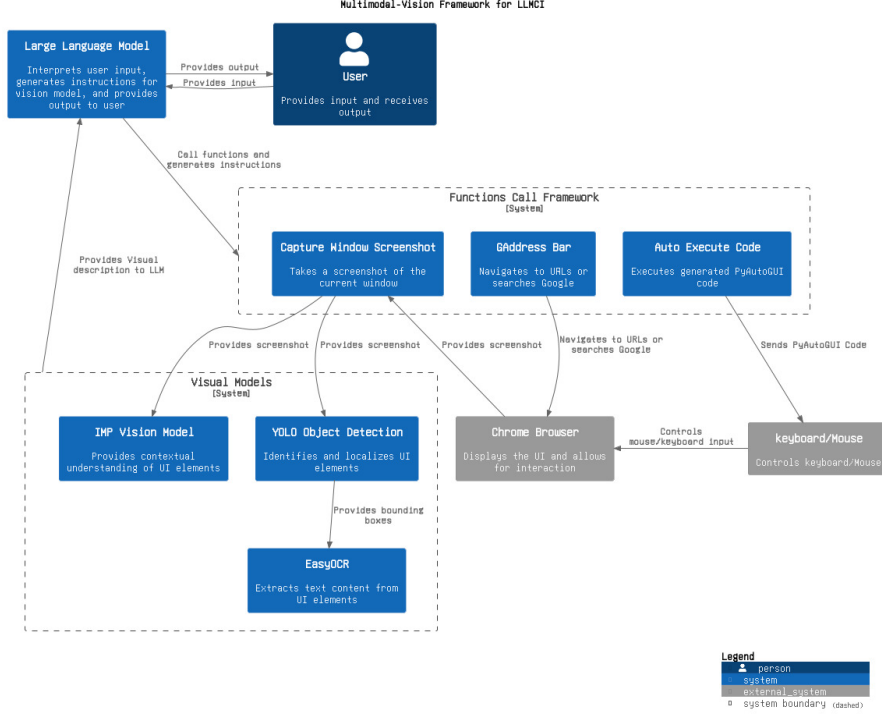 Multimodal-Vision Framework for LLMCI
Large Language Model
Interprets user input,
generates instructions for
vision model, and provides
output to user
Provides output
Provides input
User
Provides input and receives
output
Call functions and
generates instructions
Provides Visual
description to LLM
Functions Call Framework
[System]
Capture Window Screenshot
Takes a screenshot of the
current window
GAddress Bar
Navigates to URLs or
searches Google
Auto Execute Code
Executes generated PyAutoGUI
code
Provides screenshot
Provides screenshot
Provides screenshot
Navigates to URLs or
searches Google
Sends PyAutoGUI Code
Visual Models
[System]
IMP Vision Model
Provides contextual
understanding of UI elements
YOLO Object Detection
Identifies and localizes UI
elements
Chrome Browser
Displays the UI and allows
for interaction
Controls
mouse/keyboard input
keyboard/Mouse
Controls keyboard/Mouse
Provides bounding
boxes
EasyOCR
Extracts text content from
UI elements
Legend
person
system
external_system
system boundary (dashed)